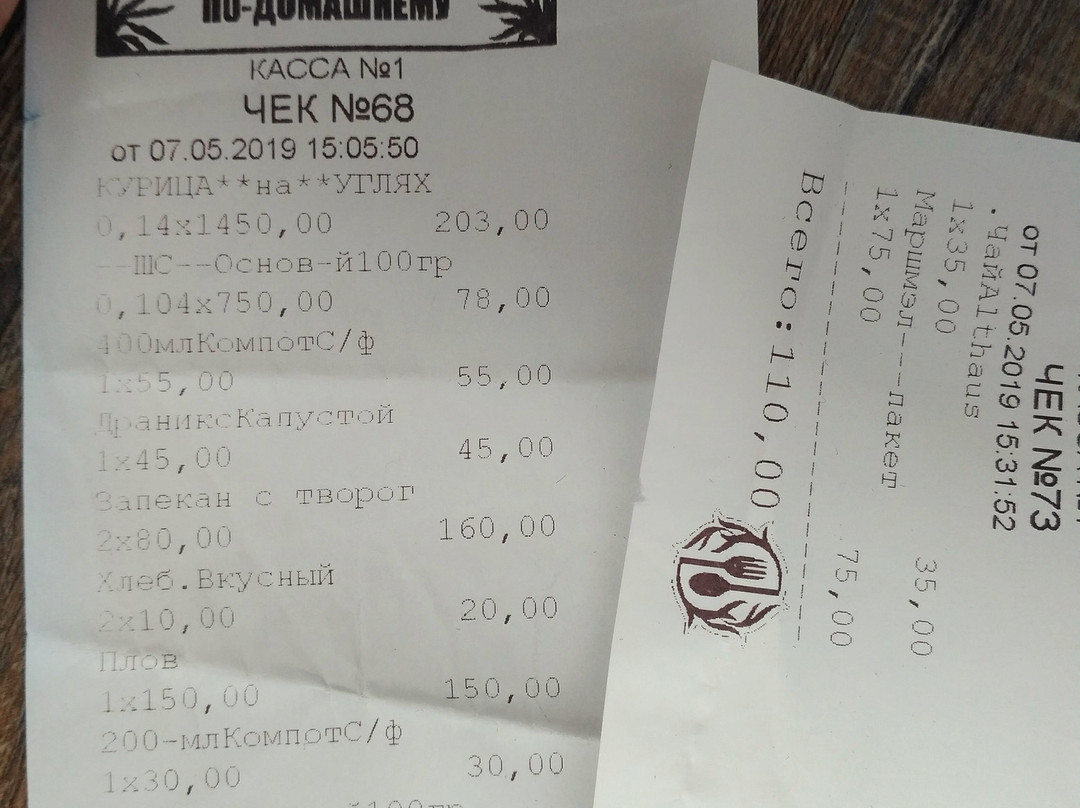 ПО-ДОМАШНЕМУ
КАССА №1
ЧЕК №68
от 07.05.2019 15:05:50
КУРИЦА**на**УГЛЯХ
0,14x1450,00 203,00
--ШС--Основ-й100гр
0,104x750,00 78,00
400млКомпотС/ф
1x55,00 55,00
ДраниксКапустой
1x45,00 45,00
Запекан с творог
2x80,00 160,00
Хлеб.Вкусный
2x10,00 20,00
Плов
1x150,00 150,00
200-млКомпотС/ф
1x30,00 30,00
й100гр
ЧЕК №73
от 07.05.2019 15:31:52
.ЧайAlthaus
1x35,00 35,00
Маршмэл---пакет
1x75,00 75,00
Всего:110,00